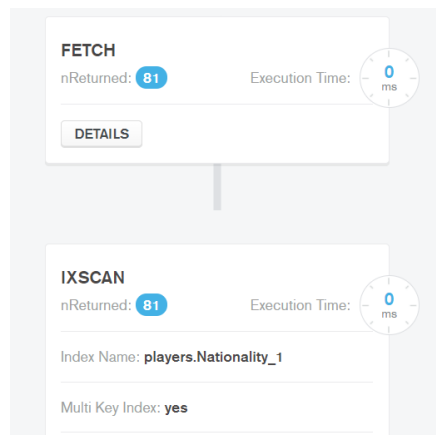 FETCH
nReturned: 81 Execution Time: 0 ms
DETAILS
IXSCAN
nReturned: 81 Execution Time: 0 ms
Index Name: players.Nationality_1
Multi Key Index: yes